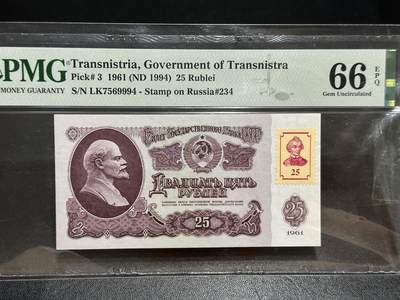 PMG Transnistria, Government of Transnistra
Pick# 3 1961 (ND 1994) 25 Rublei
MONEY GUARANTY
S/N LK7569994 - Stamp on Russia#234
66 EPQ
Gem Uncirculated
25
ДВАДЦАТЬ ПЯТЬ
РУБЛЕЙ
25
25
1961